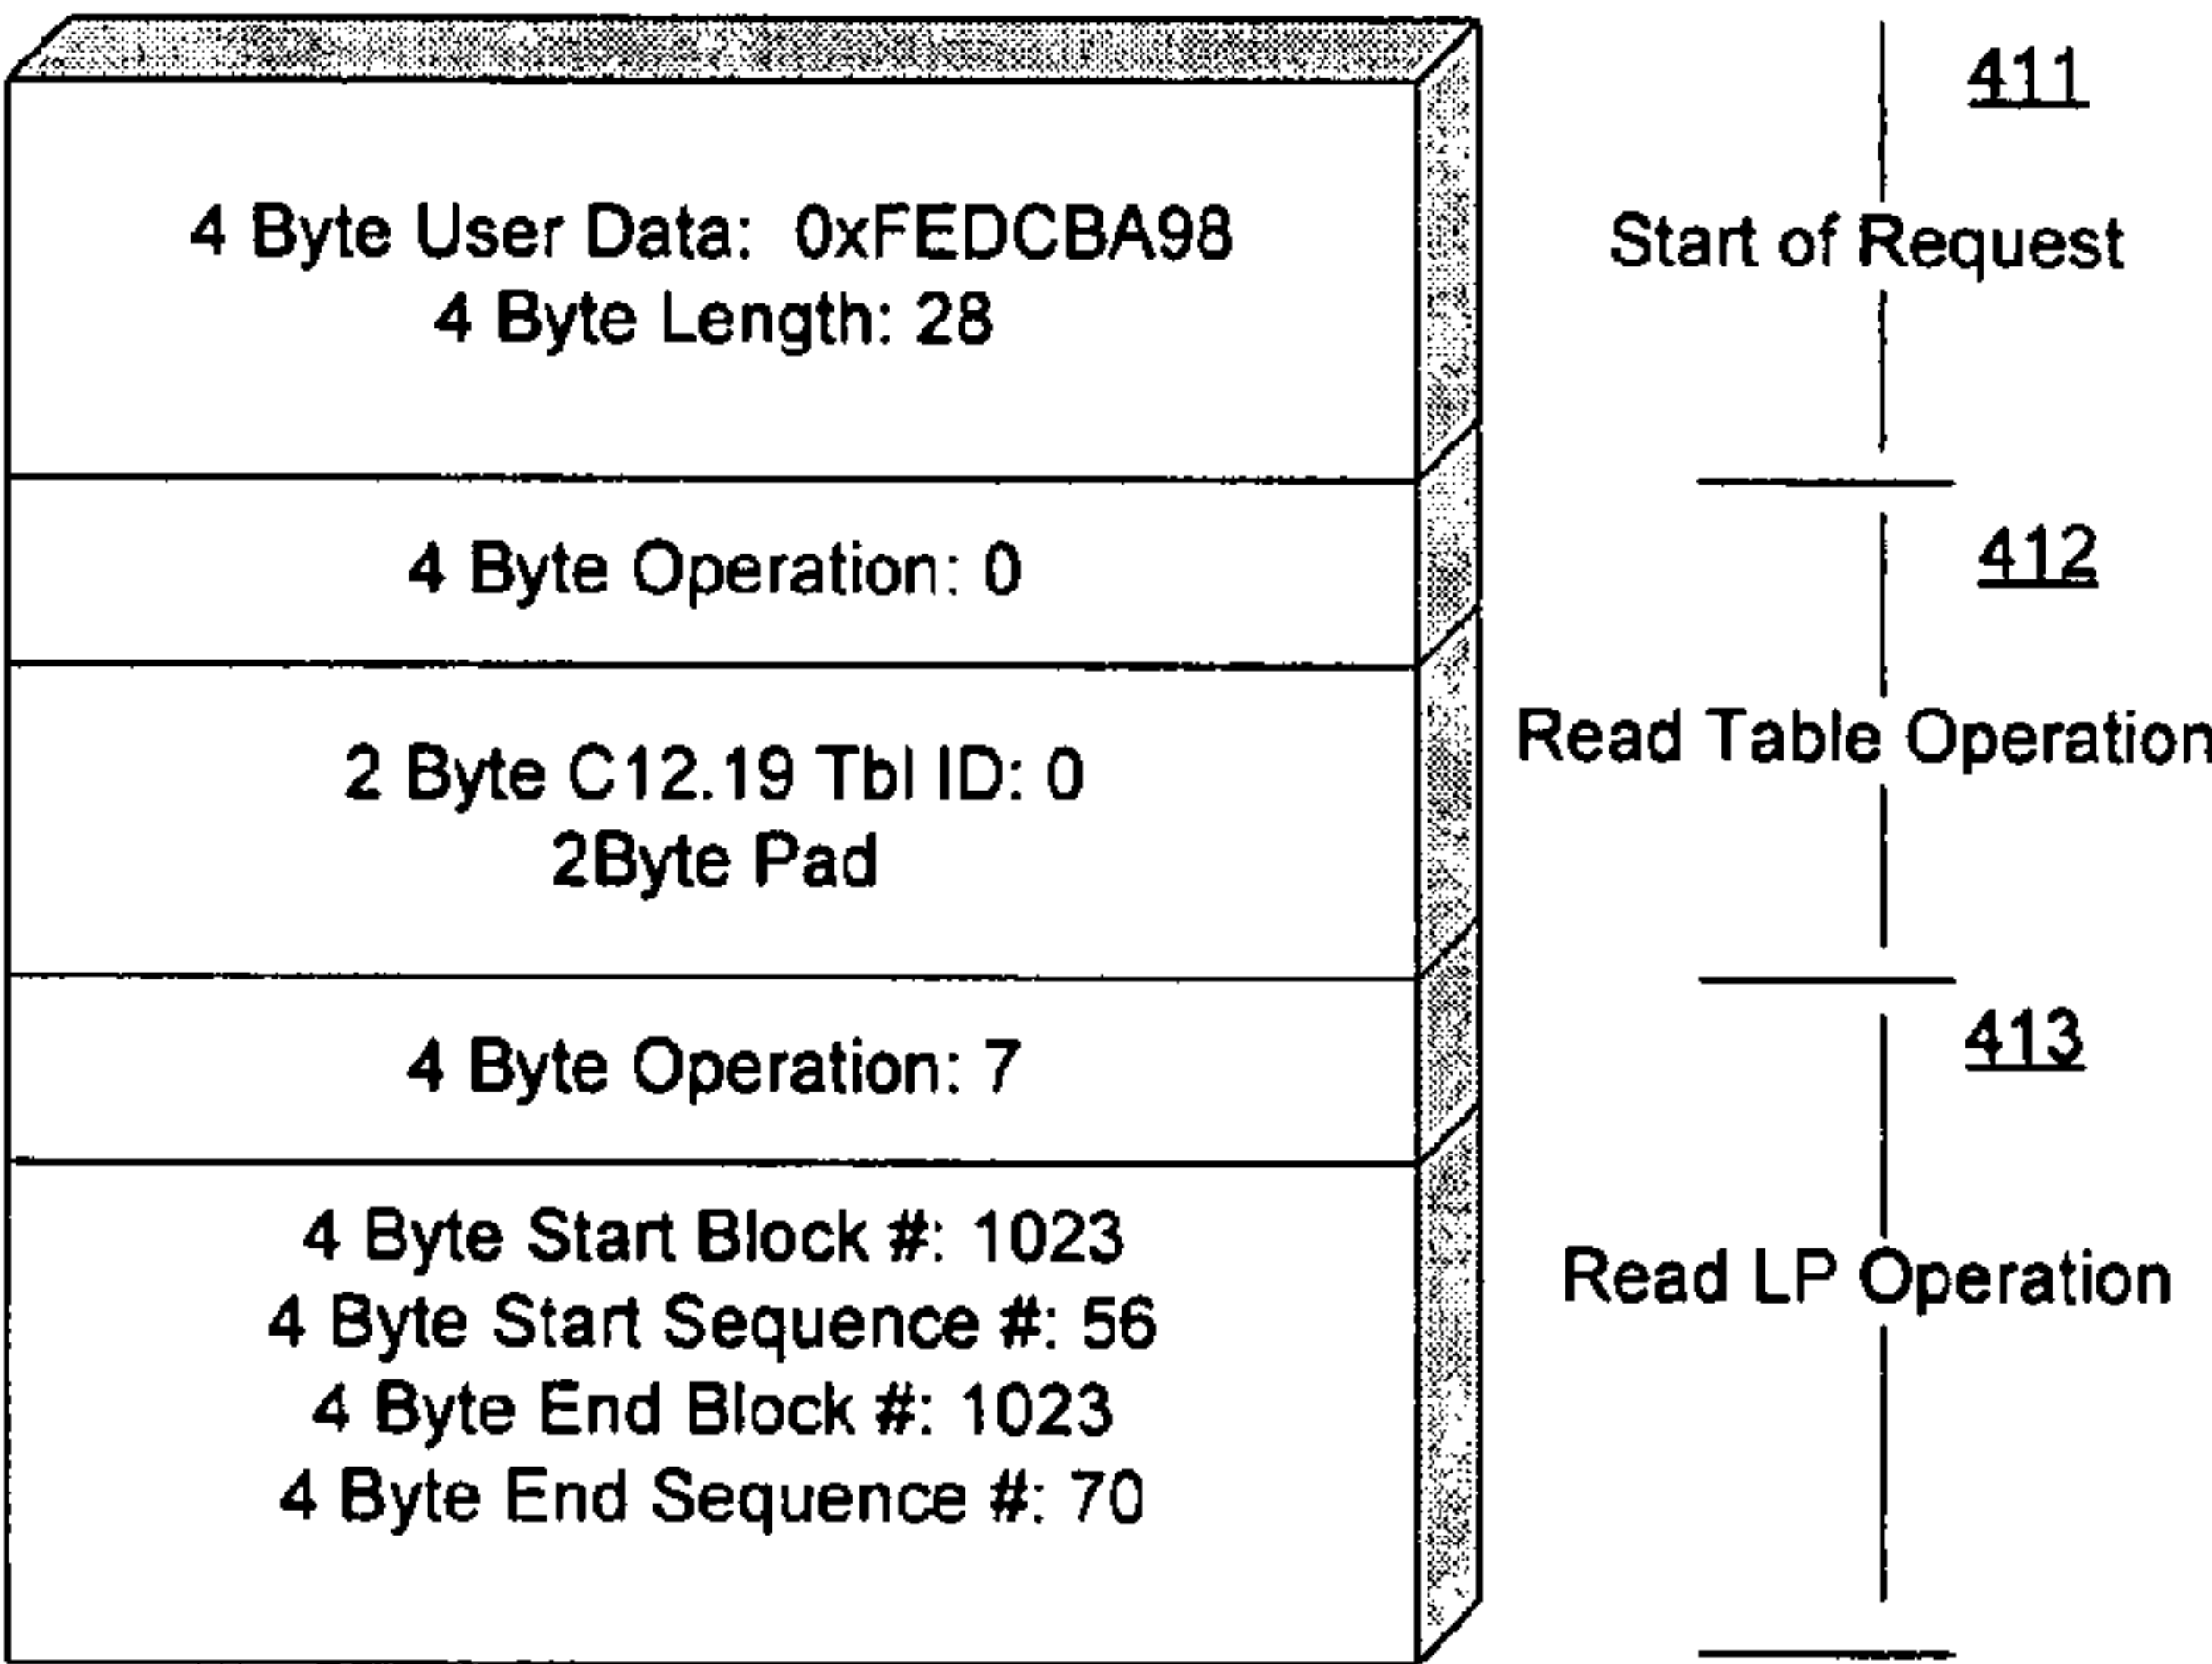 411
4 Byte User Data: 0xFEDCBA98
4 Byte Length: 28
Start of Request
4 Byte Operation: 0
412
2 Byte C12.19 Tbl ID: 0
2Byte Pad
Read Table Operation
4 Byte Operation: 7
413
4 Byte Start Block #: 1023
4 Byte Start Sequence #: 56
4 Byte End Block #: 1023
4 Byte End Sequence #: 70
Read LP Operation